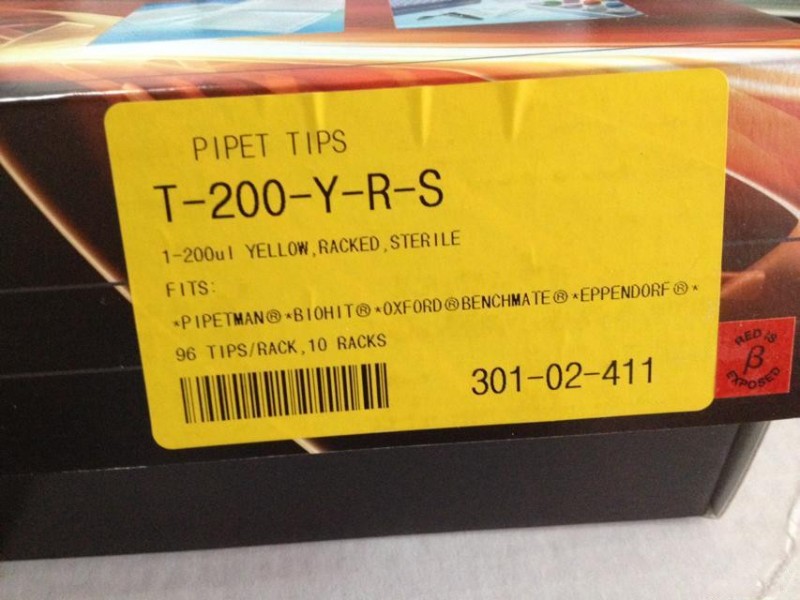 PIPET TIPS
T-200-Y-R-S
1-200ul YELLOW,RACKED,STERILE
FITS:
*PIPETMAN®*BIOHIT®*OXFORD®BENCHMATE®*EPPENDORF®*
96 TIPS/RACK,10 RACKS
301-02-411
RED IS
β
EXPOSED